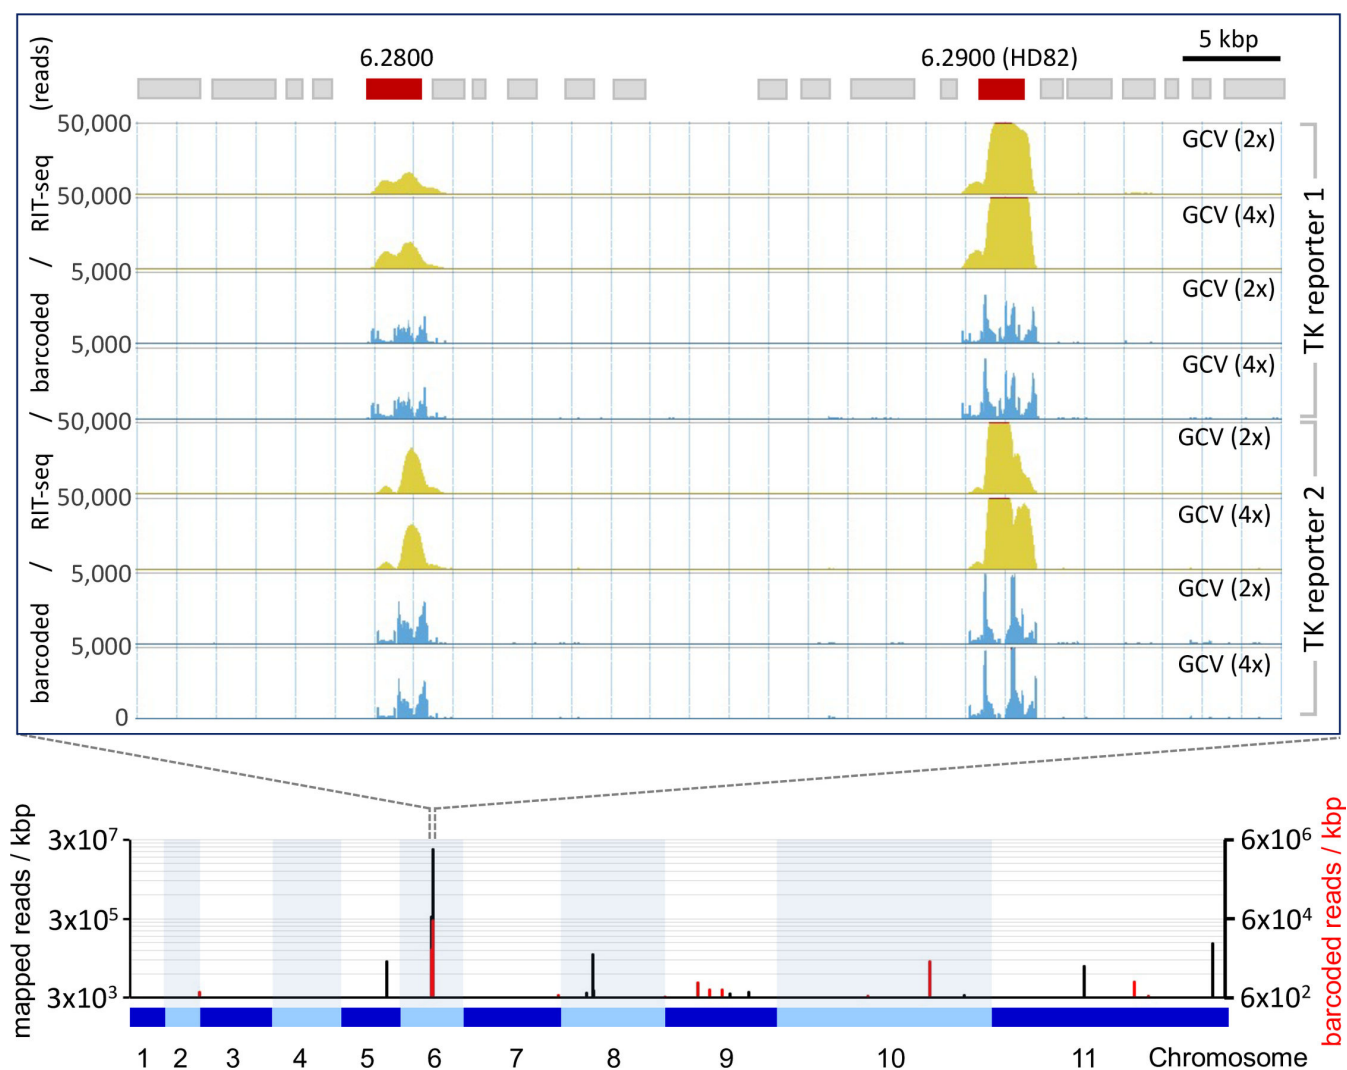 6.2800
6.2900 (HD82)
5 kbp
barcoded / RIT-seq / barcoded / RIT-seq (reads)
50,000
GCV (2x)
50,000
GCV (4x)
5,000
GCV (2x)
5,000
GCV (4x)
50,000
GCV (2x)
50,000
GCV (4x)
5,000
GCV (2x)
5,000
GCV (4x)
0
TK reporter 1
TK reporter 2
mapped reads / kbp
3x10⁷
3x10⁵
3x10³
6x10⁶
6x10⁴
6x10²
barcoded reads / kbp
1 2 3 4 5 6 7 8 9 10 11 Chromosome